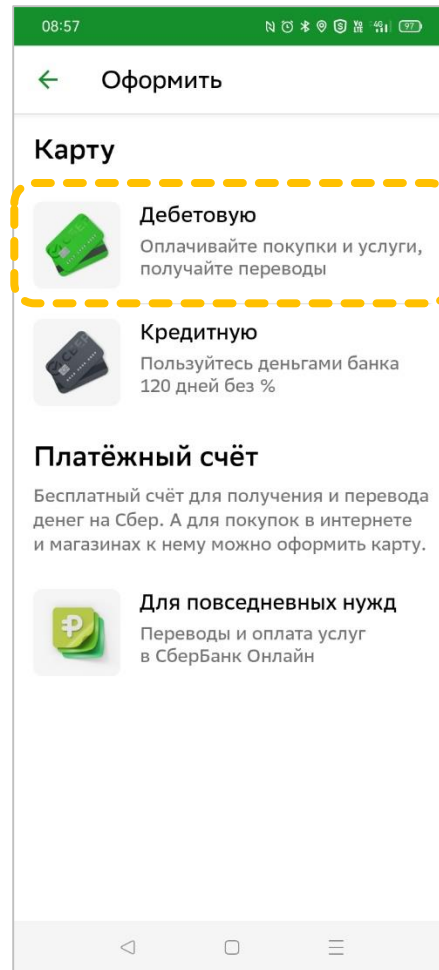 08:57
4G
97
Оформить
Карту
Дебетовую
Оплачивайте покупки и услуги,
получайте переводы
Кредитную
Пользуйтесь деньгами банка
120 дней без %
Платёжный счёт
Бесплатный счёт для получения и перевода
денег на Сбер. А для покупок в интернете
и магазинах к нему можно оформить карту.
Для повседневных нужд
Переводы и оплата услуг
в СберБанк Онлайн